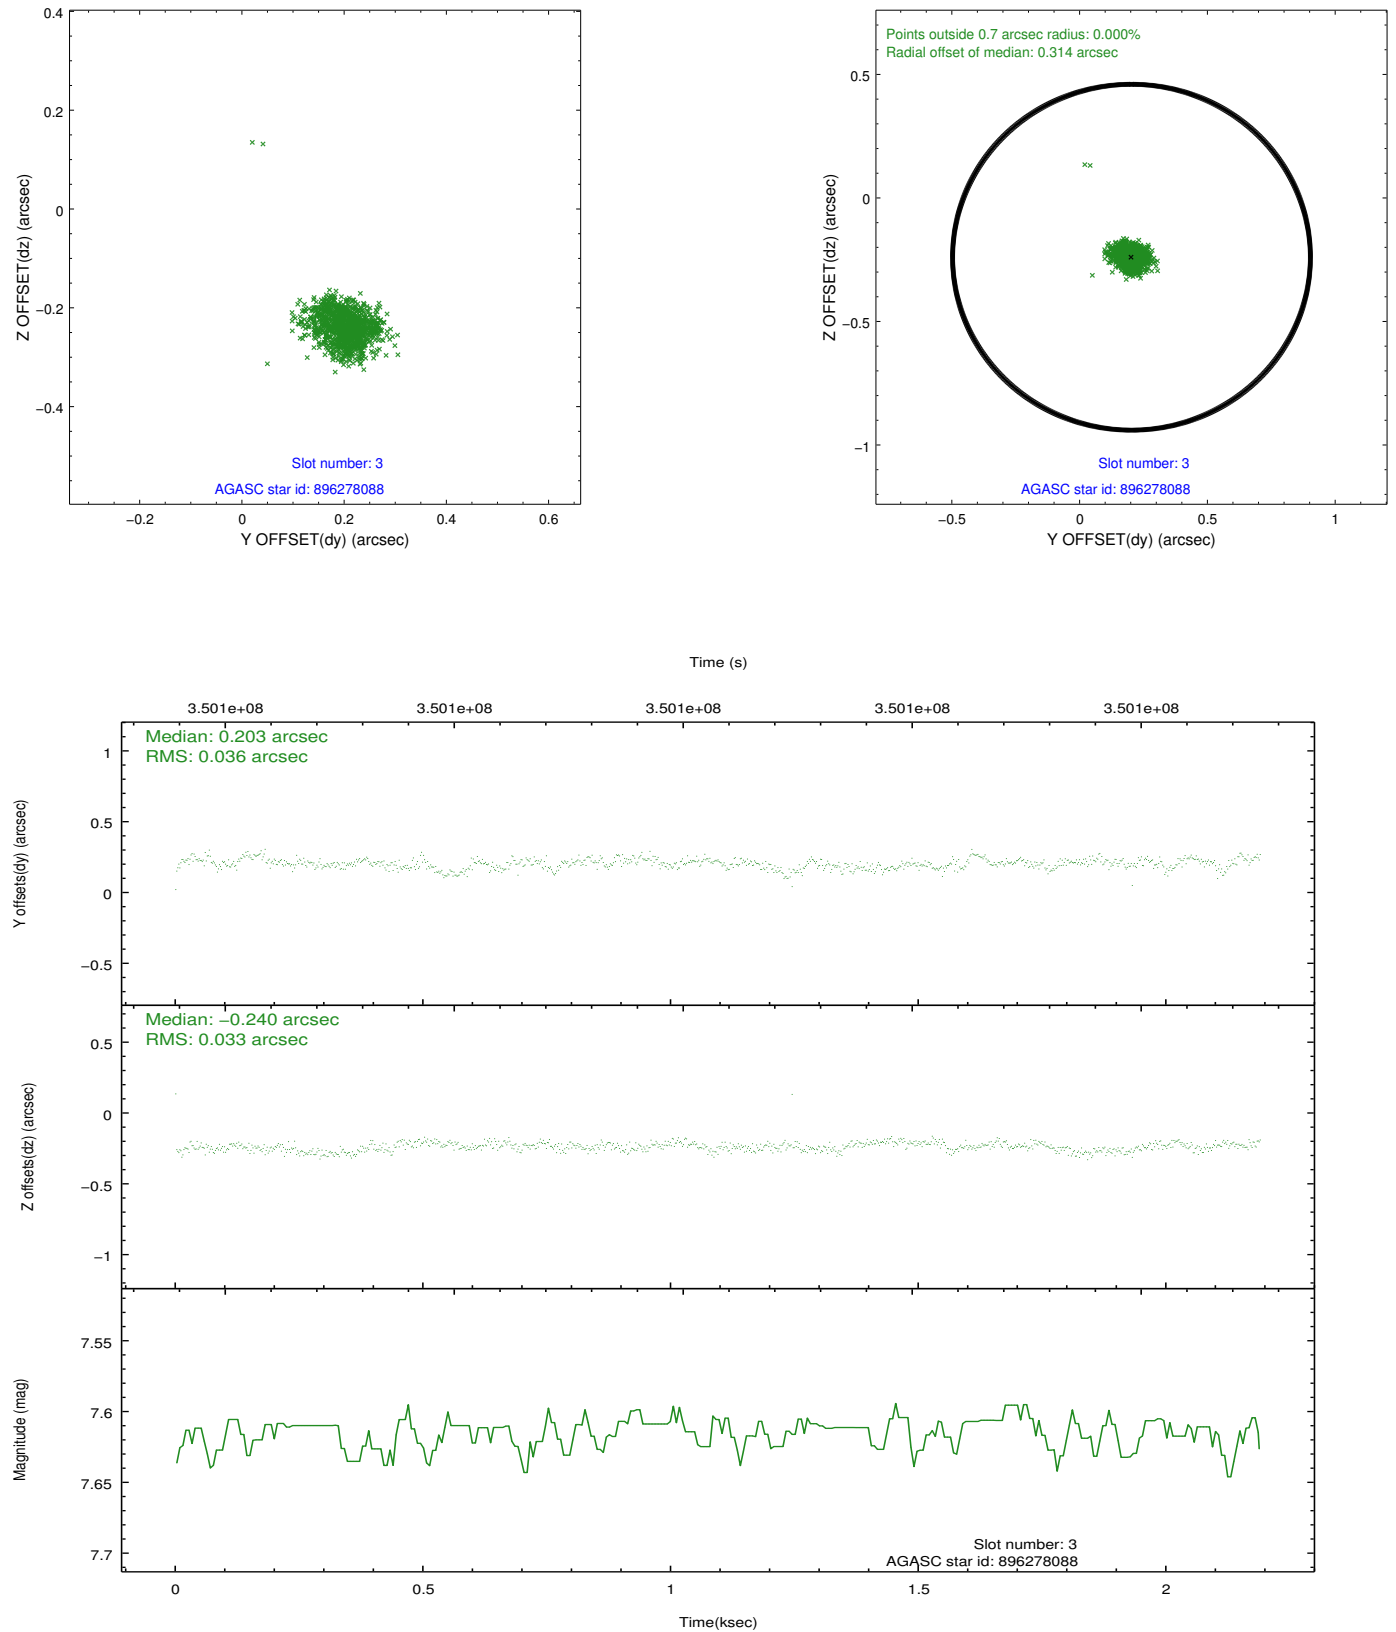 0.4
0.2
0
−0.2
−0.4
Z OFFSET(dz) (arcsec)
Slot number: 3
AGASC star id: 896278088
−0.2
0
0.2
0.4
0.6
Y OFFSET(dy) (arcsec)
Points outside 0.7 arcsec radius: 0.000%
Radial offset of median: 0.314 arcsec
0.5
0
−0.5
−1
Z OFFSET(dz) (arcsec)
Slot number: 3
AGASC star id: 896278088
−0.5
0
0.5
1
Y OFFSET(dy) (arcsec)
Time (s)
3.501e+08
3.501e+08
3.501e+08
3.501e+08
3.501e+08
Median: 0.203 arcsec
RMS: 0.036 arcsec
1
0.5
0
−0.5
Y offsets(dy) (arcsec)
Median: −0.240 arcsec
RMS: 0.033 arcsec
0.5
0
−0.5
−1
Z offsets(dz) (arcsec)
7.55
7.6
7.65
7.7
Magnitude (mag)
Slot number: 3
AGASC star id: 896278088
0
0.5
1
1.5
2
Time(ksec)